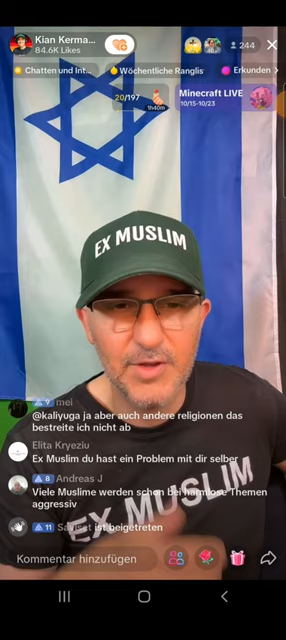 Kian Kerma...
84.6K Likes
244
Chatten und Int...
Wöchentliche Ranglis
Erkunden >
20/197
1h40m
Minecraft LIVE
10/15-10/23
EX MUSLIM
9 mel
@kaliyuga ja aber auch andere religionen das
bestreite ich nicht ab
Elita Kryeziu
Ex Muslim du hast ein Problem mit dir selber
8 Andreas J
Viele Muslime werden schon bei harmlose Themen
aggressiv
EX MUSLIM
11 ist beigetreten
Kommentar hinzufügen